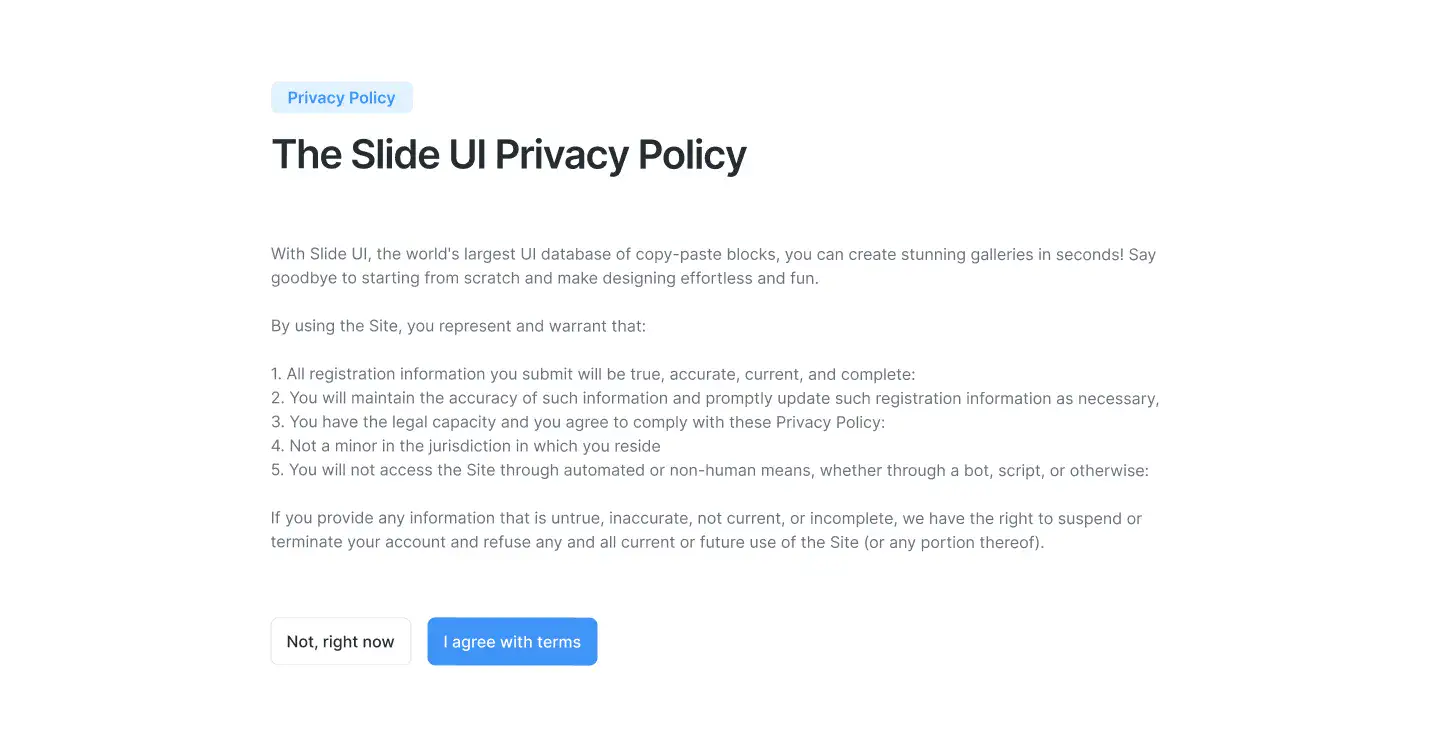 Privacy Policy
The Slide UI Privacy Policy
With Slide UI, the world's largest UI database of copy-paste blocks, you can create stunning galleries in seconds! Say
goodbye to starting from scratch and make designing effortless and fun.
By using the Site, you represent and warrant that:
1. All registration information you submit will be true, accurate, current, and complete:
2. You will maintain the accuracy of such information and promptly update such registration information as necessary,
3. You have the legal capacity and you agree to comply with these Privacy Policy:
4. Not a minor in the jurisdiction in which you reside
5. You will not access the Site through automated or non-human means, whether through a bot, script, or otherwise:
If you provide any information that is untrue, inaccurate, not current, or incomplete, we have the right to suspend or
terminate your account and refuse any and all current or future use of the Site (or any portion thereof).
Not, right now
I agree with terms